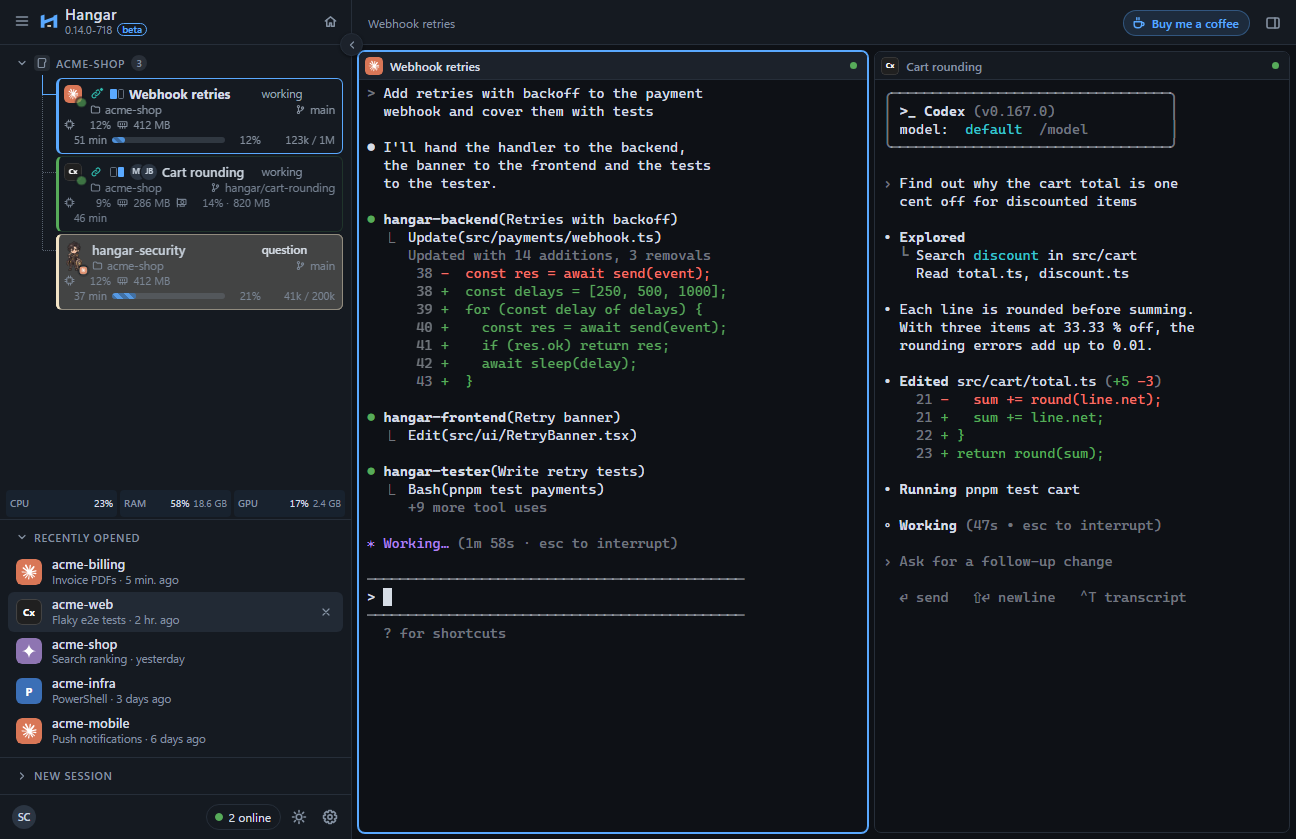 Hangar
0.14.0-718 beta
ACME-SHOP 3
Webhook retries working
acme-shop main
12% 412 MB
51 min 12% 123k / 1M
Cx M JB Cart rounding working
acme-shop hangar/cart-rounding
9% 286 MB 14% · 820 MB
46 min
hangar-security question
acme-shop main
12% 412 MB
37 min 21% 41k / 200k
CPU 23% RAM 58% 18.6 GB GPU 17% 2.4 GB
RECENTLY OPENED
acme-billing
Invoice PDFs · 5 min. ago
Cx
acme-web
Flaky e2e tests · 2 hr. ago
acme-shop
Search ranking · yesterday
P
acme-infra
PowerShell · 3 days ago
acme-mobile
Push notifications · 6 days ago
NEW SESSION
SC 2 online
Webhook retries
Buy me a coffee
Webhook retries
> Add retries with backoff to the payment
webhook and cover them with tests
● I'll hand the handler to the backend,
the banner to the frontend and the tests
to the tester.
● hangar-backend(Retries with backoff)
└ Update(src/payments/webhook.ts)
Updated with 14 additions, 3 removals
38 - const res = await send(event);
38 + const delays = [250, 500, 1000];
39 + for (const delay of delays) {
40 + const res = await send(event);
41 + if (res.ok) return res;
42 + await sleep(delay);
43 + }
● hangar-frontend(Retry banner)
└ Edit(src/ui/RetryBanner.tsx)
● hangar-tester(Write retry tests)
└ Bash(pnpm test payments)
+9 more tool uses
* Working… (1m 58s · esc to interrupt)
>
? for shortcuts
Cx Cart rounding
>_ Codex (v0.167.0)
model: default /model
› Find out why the cart total is one
cent off for discounted items
• Explored
└ Search discount in src/cart
Read total.ts, discount.ts
• Each line is rounded before summing.
With three items at 33.33 % off, the
rounding errors add up to 0.01.
• Edited src/cart/total.ts (+5 -3)
21 - sum += round(line.net);
21 + sum += line.net;
22 + }
23 + return round(sum);
• Running pnpm test cart
◦ Working (47s • esc to interrupt)
› Ask for a follow-up change
↵ send ⇧↵ newline ^T transcript